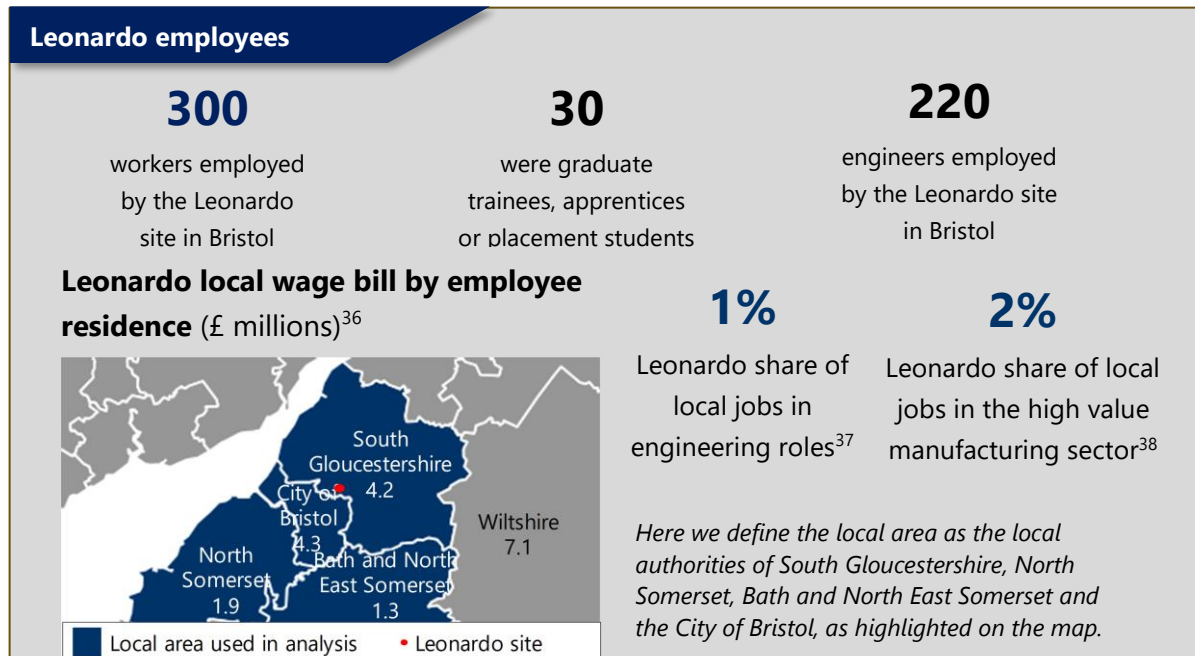 Leonardo employees
300
workers employed
by the Leonardo
site in Bristol
30
were graduate
trainees, apprentices
or placement students
220
engineers employed
by the Leonardo site
in Bristol
Leonardo local wage bill by employee
residence (£ millions)36
South
Gloucestershire
4.2
City of
Bristol
4.3
Wiltshire
7.1
North
Somerset
1.9
Bath and North
East Somerset
1.3
Local area used in analysis
Leonardo site
1%
Leonardo share of
local jobs in
engineering roles37
2%
Leonardo share of local
jobs in the high value
manufacturing sector38
Here we define the local area as the local
authorities of South Gloucestershire, North
Somerset, Bath and North East Somerset and
the City of Bristol, as highlighted on the map.